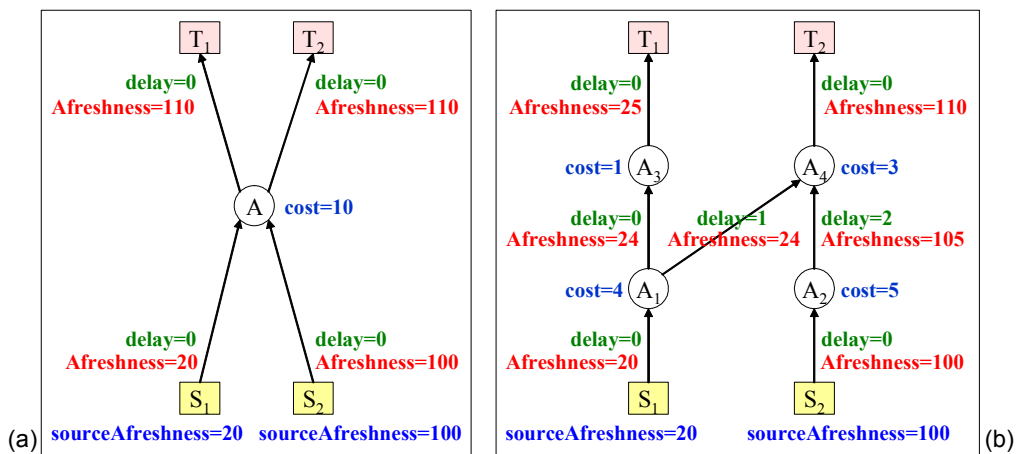 T1 T2
delay=0 delay=0
Afreshness=110 Afreshness=110
A cost=10
delay=0 delay=0
Afreshness=20 Afreshness=100
S1 S2
(a) sourceAfreshness=20 sourceAfreshness=100
T1 T2
delay=0 delay=0
Afreshness=25 Afreshness=110
cost=1 A3 A4 cost=3
delay=0 delay=1 delay=2
Afreshness=24 Afreshness=24 Afreshness=105
cost=4 A1 A2 cost=5
delay=0 delay=0
Afreshness=20 Afreshness=100
S1 S2
sourceAfreshness=20 sourceAfreshness=100 (b)